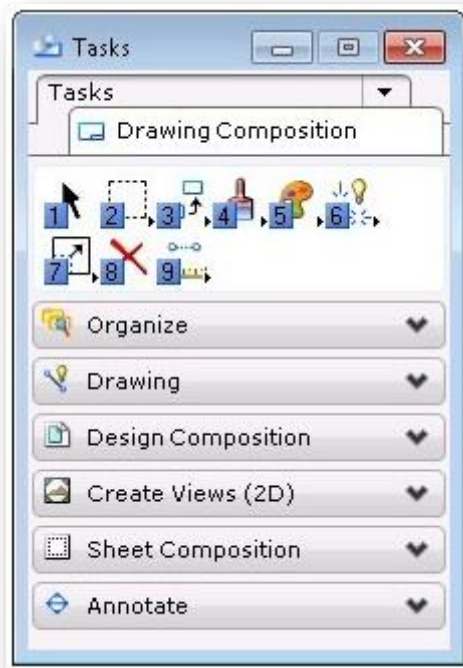 Tasks
Tasks
Drawing Composition
1 2 3 4 5 6
7 8 9
Organize
Drawing
Design Composition
Create Views (2D)
Sheet Composition
Annotate